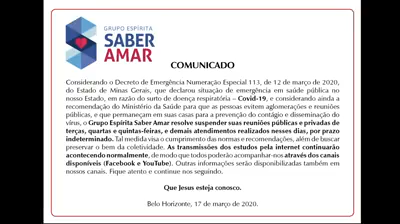 GRUPO ESPÍRITA
SABER
AMAR
COMUNICADO
Considerando o Decreto de Emergência Numeração Especial 113, de 12 de março de 2020,
do Estado de Minas Gerais, que declarou situação de emergência em saúde pública no
nosso Estado, em razão do surto de doença respiratória – Covid-19, e considerando ainda a
recomendação do Ministério da Saúde para que as pessoas evitem aglomerações e reuniões
públicas, e que permaneçam em suas casas para a prevenção do contágio e disseminação do
vírus, o Grupo Espírita Saber Amar resolve suspender suas reuniões públicas e privadas de
terças, quartas e quintas-feiras, e demais atendimentos realizados nesses dias, por prazo
indeterminado. Tal medida visa o cumprimento das normas e recomendações, além de buscar
preservar o bem da coletividade. As transmissões dos estudos pela internet continuarão
acontecendo normalmente, de modo que todos poderão acompanhar-nos através dos canais
disponíveis (Facebook e YouTube). Outras informações serão disponibilizadas também em
nossos canais. Fique atento e continue nos seguindo.
Que Jesus esteja conosco.
Belo Horizonte, 17 de março de 2020.